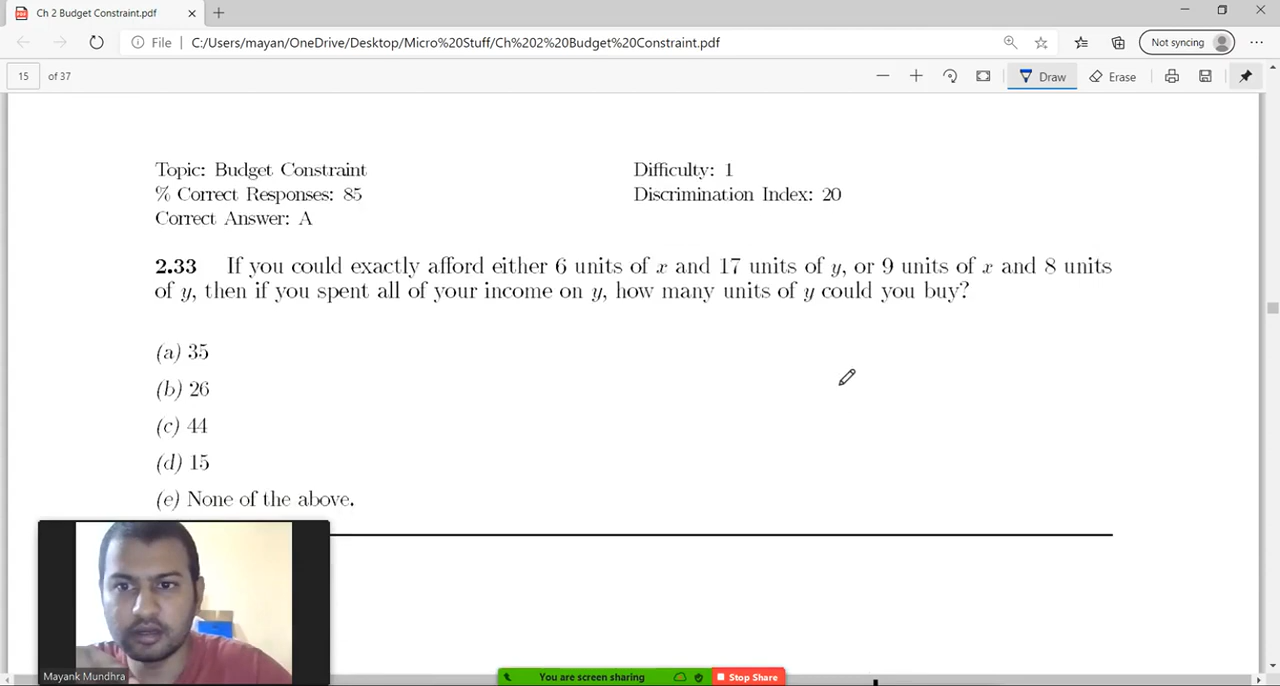 Ch 2 Budget Constraint.pdf
File | C:/Users/mayan/OneDrive/Desktop/Micro%20Stuff/Ch%202%20Budget%20Constraint.pdf
Not syncing
15 of 37
Draw
Erase
Topic: Budget Constraint
Difficulty: 1
% Correct Responses: 85
Discrimination Index: 20
Correct Answer: A
2.33 If you could exactly afford either 6 units of x and 17 units of y, or 9 units of x and 8 units
of y, then if you spent all of your income on y, how many units of y could you buy?
(a) 35
(b) 26
(c) 44
(d) 15
(e) None of the above.
Mayank Mundhra
You are screen sharing
Stop Share